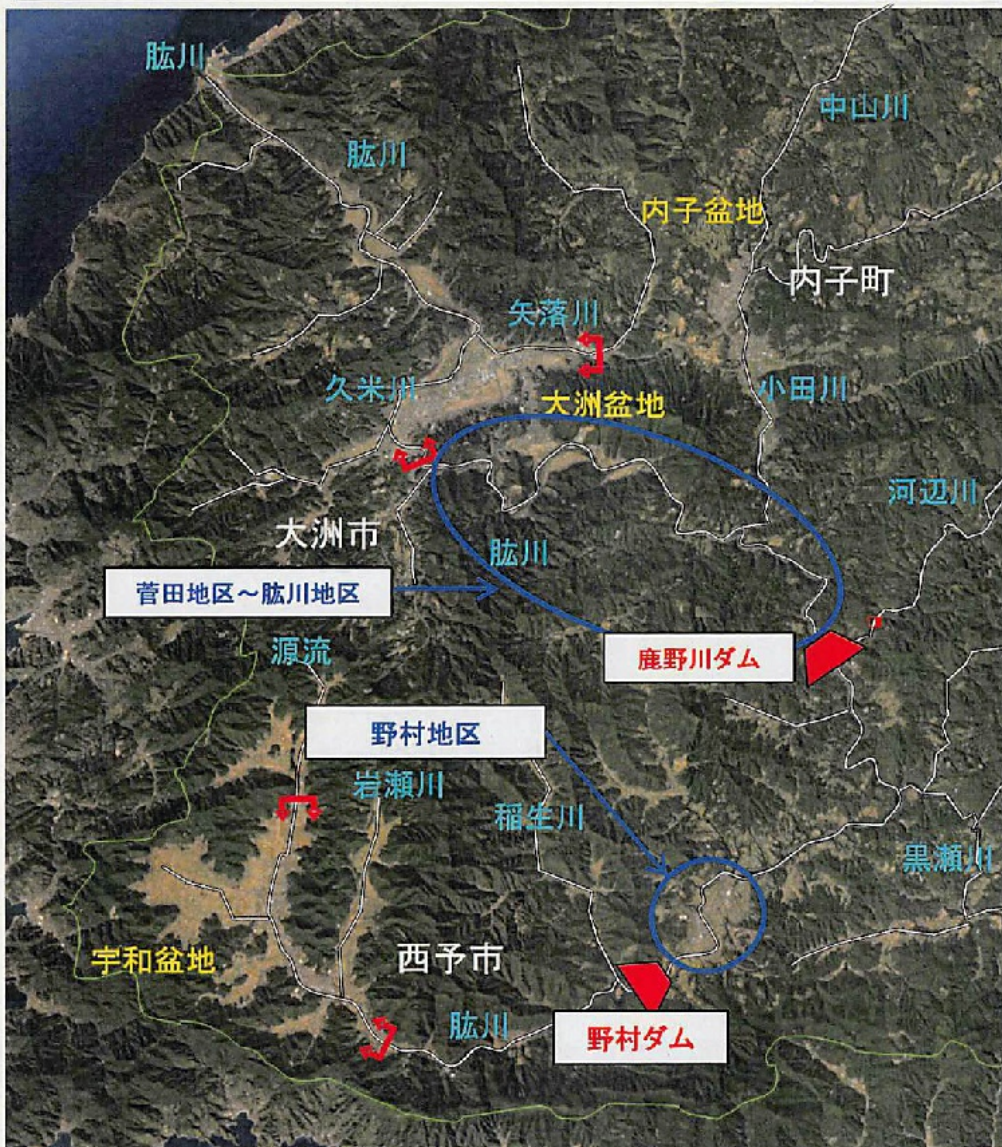 肱川
中山川
肱川
内子盆地
内子町
矢落川
久米川
大洲盆地
小田川
河辺川
大洲市
肱川
菅田地区～肱川地区
源流
鹿野川ダム
野村地区
岩瀬川
稲生川
黒瀬川
宇和盆地
西予市
肱川
野村ダム